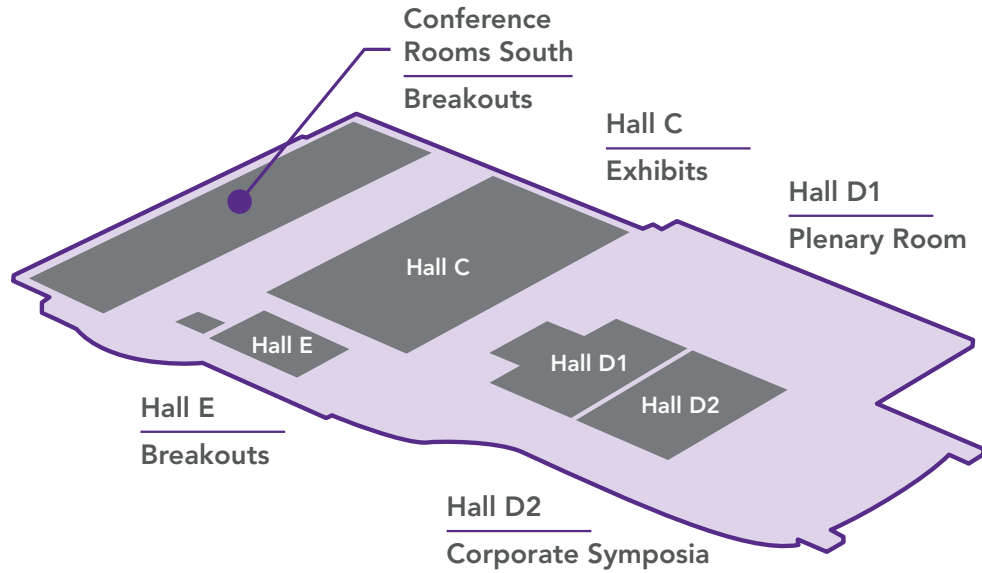 Conference
Rooms South
Breakouts
Hall C
Exhibits
Hall D1
Plenary Room
Hall C
Hall E
Hall D1
Hall D2
Hall E
Breakouts
Hall D2
Corporate Symposia